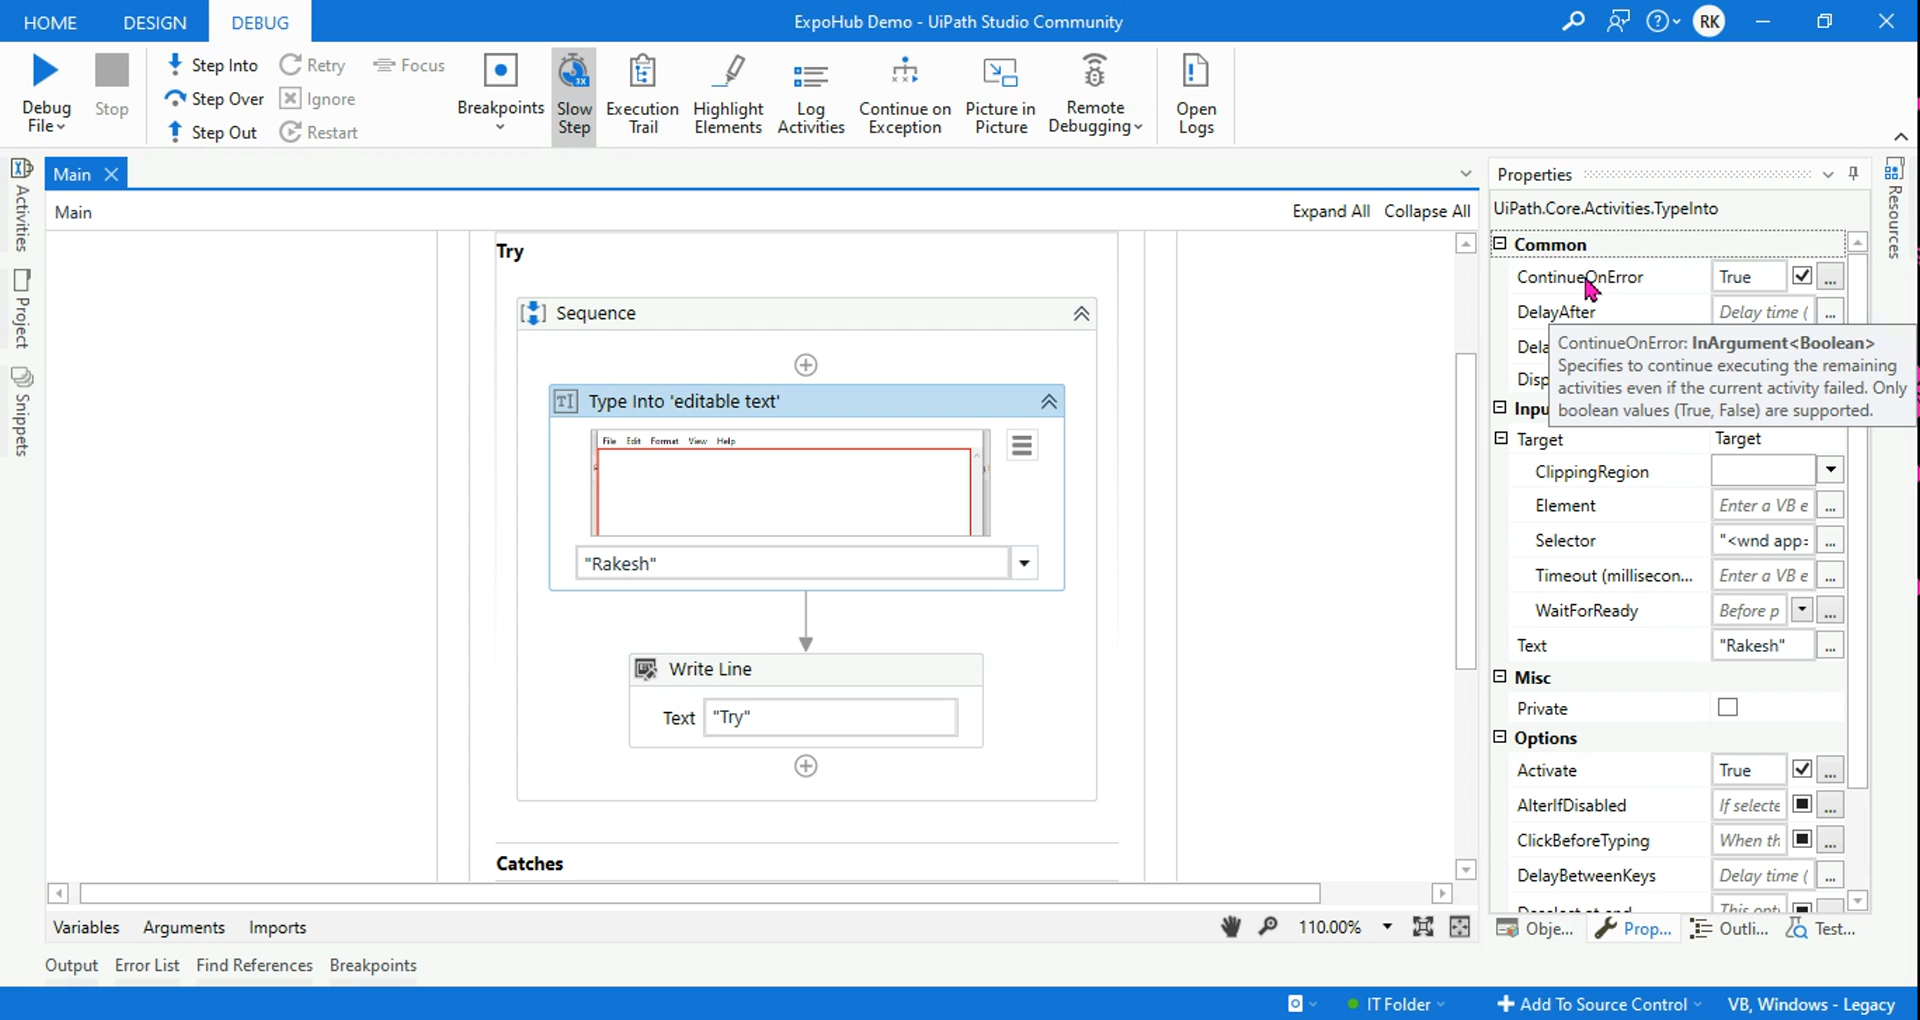 HOME DESIGN DEBUG
ExpoHub Demo - UiPath Studio Community
RK
Debug File
Stop
Step Into
Step Over
Step Out
Retry
Ignore
Restart
Focus
Breakpoints
3X
Slow Step
Execution Trail
Highlight Elements
Log Activities
Continue on Exception
Picture in Picture
Remote Debugging
Open Logs
Activities
Project
Snippets
Main
Main
Expand All Collapse All
Try
Sequence
Type Into 'editable text'
File Edit Format View Help
"Rakesh"
Write Line
Text "Try"
Catches
Variables Arguments Imports
110.00%
Output Error List Find References Breakpoints
Properties
Resources
UiPath.Core.Activities.TypeInto
Common
ContinueOnError True ...
DelayAfter Delay time ( ...
Dela
Disp
ContinueOnError: InArgument<Boolean>
Specifies to continue executing the remaining
activities even if the current activity failed. Only
boolean values (True, False) are supported.
Inpu
Target Target
ClippingRegion
Element Enter a VB e ...
Selector "<wnd app: ...
Timeout (millisecon... Enter a VB e ...
WaitForReady Before p ...
Text "Rakesh" ...
Misc
Private
Options
Activate True ...
AlterIfDisabled If selecte ...
ClickBeforeTyping When th ...
DelayBetweenKeys Delay time ( ...
Obje... Prop... Outli... Test...
IT Folder
Add To Source Control
VB, Windows - Legacy